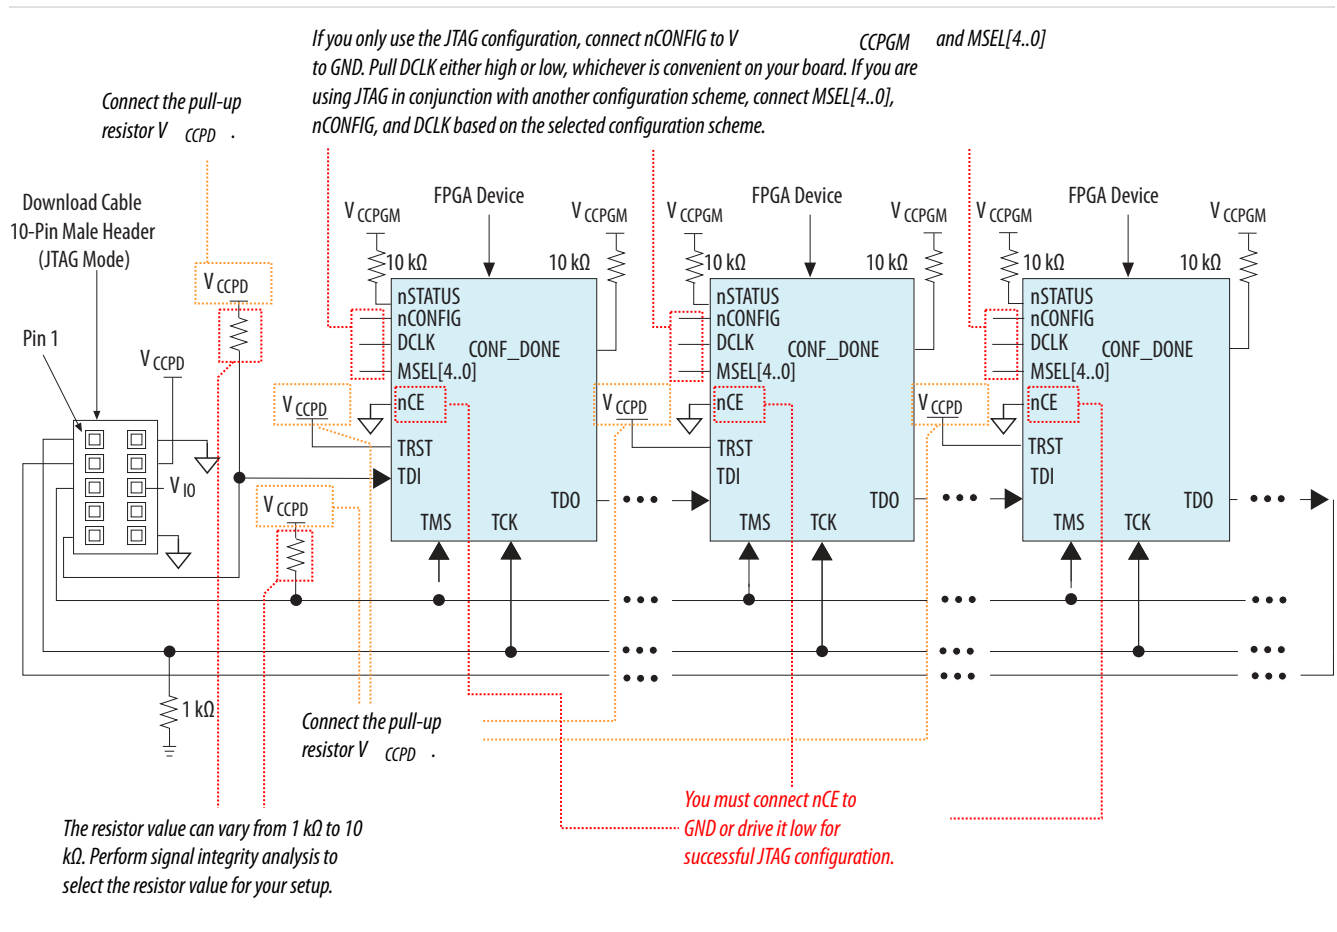 If you only use the JTAG configuration, connect nCONFIG to V CCPGM and MSEL[4..0]
to GND. Pull DCLK either high or low, whichever is convenient on your board. If you are
using JTAG in conjunction with another configuration scheme, connect MSEL[4..0],
nCONFIG, and DCLK based on the selected configuration scheme.
Connect the pull-up
resistor V CCPD .
Download Cable
10-Pin Male Header
(JTAG Mode)
Pin 1
V CCPD
V CCPD
V IO
V CCPD
V CCPD
1 kΩ
FPGA Device
V CCPGM
10 kΩ
V CCPGM
10 kΩ
nSTATUS
nCONFIG
DCLK
CONF_DONE
MSEL[4..0]
nCE
TRST
TDI
TDO
TMS
TCK
FPGA Device
V CCPGM
10 kΩ
V CCPGM
10 kΩ
V CCPD
nSTATUS
nCONFIG
DCLK
CONF_DONE
MSEL[4..0]
nCE
TRST
TDI
TDO
TMS
TCK
FPGA Device
V CCPGM
10 kΩ
V CCPGM
10 kΩ
V CCPD
nSTATUS
nCONFIG
DCLK
CONF_DONE
MSEL[4..0]
nCE
TRST
TDI
TDO
TMS
TCK
Connect the pull-up
resistor V CCPD .
You must connect nCE to
GND or drive it low for
successful JTAG configuration.
The resistor value can vary from 1 kΩ to 10
kΩ. Perform signal integrity analysis to
select the resistor value for your setup.